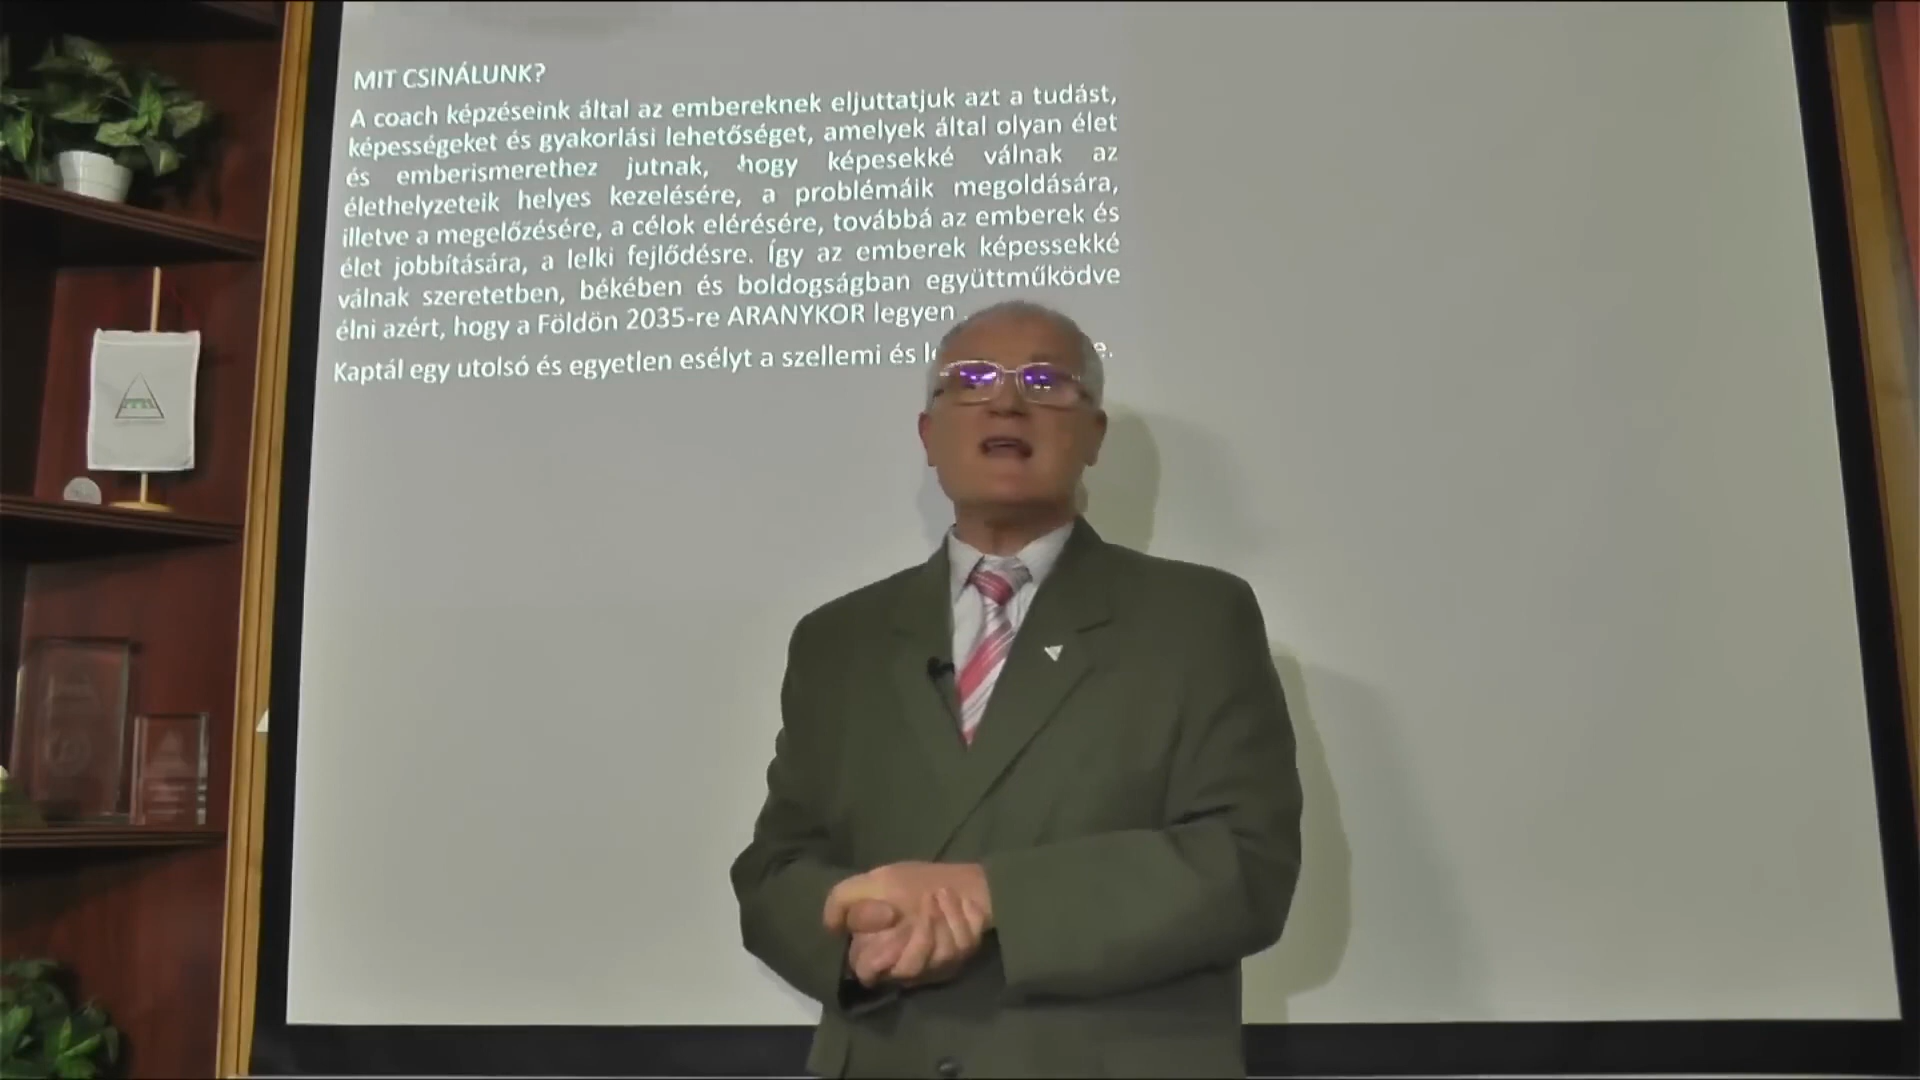 MIT CSINÁLUNK?
A coach képzéseink által az embereknek eljuttatjuk azt a tudást,
képességeket és gyakorlási lehetőséget, amelyek által olyan élet
és emberismerethez jutnak, hogy képesekké válnak az
élethelyzeteik helyes kezelésére, a problémáik megoldására,
illetve a megelőzésére, a célok elérésére, továbbá az emberek és
élet jobbítására, a lelki fejlődésre. Így az emberek képessekké
válnak szeretetben, békében és boldogságban együttműködve
élni azért, hogy a Földön 2035-re ARANYKOR legyen .
Kaptál egy utolsó és egyetlen esélyt a szellemi és